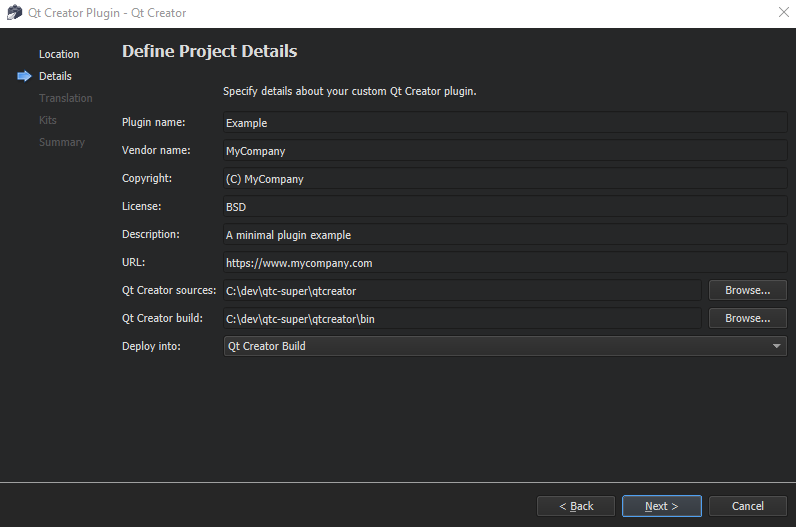 Qt Creator Plugin - Qt Creator
Define Project Details
Location
Details
Translation
Kits
Summary
Specify details about your custom Qt Creator plugin.
Plugin name: Example
Vendor name: MyCompany
Copyright: (C) MyCompany
License: BSD
Description: A minimal plugin example
URL: https://www.mycompany.com
Qt Creator sources: C:\dev\qtc-super\qtcreator Browse...
Qt Creator build: C:\dev\qtc-super\qtcreator\bin Browse...
Deploy into: Qt Creator Build
< Back Next > Cancel